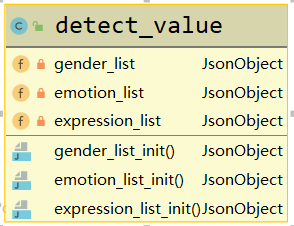 detect_value
gender_list JsonObject
emotion_list JsonObject
expression_list JsonObject
gender_list_init() JsonObject
emotion_list_init() JsonObject
expression_list_init() JsonObject